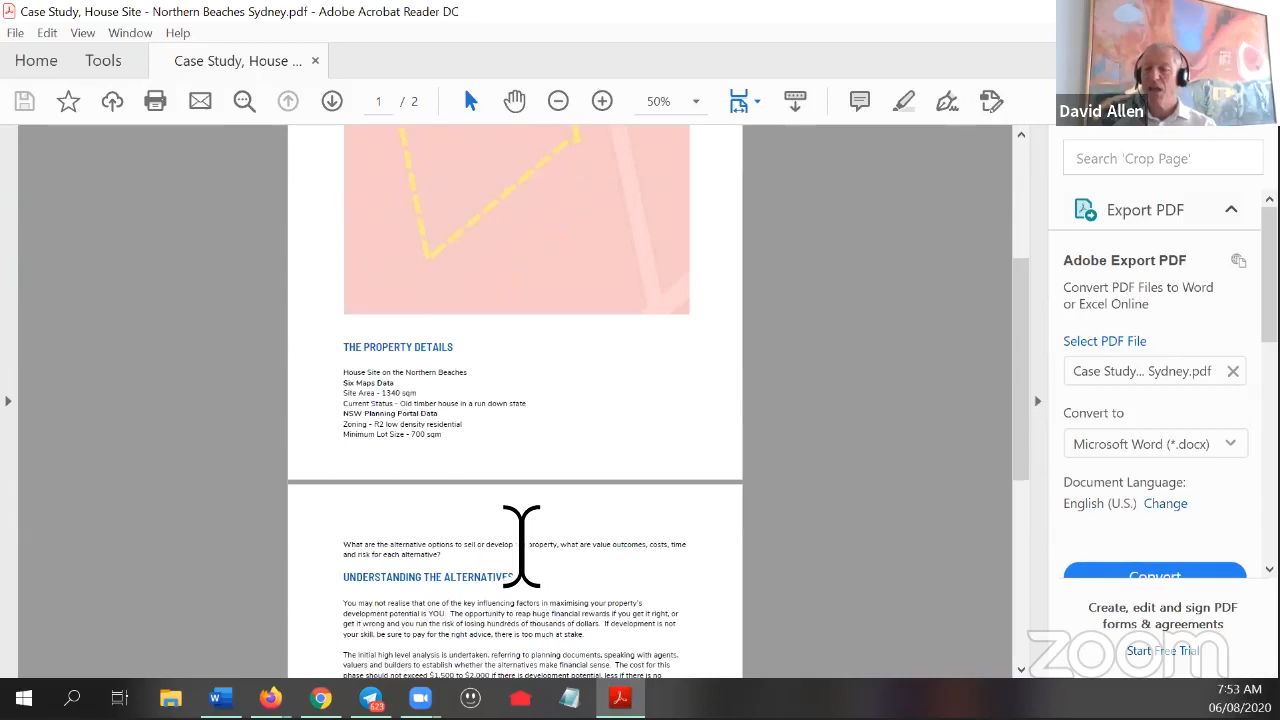 Case Study, House Site - Northern Beaches Sydney.pdf - Adobe Acrobat Reader DC
File Edit View Window Help
Home Tools Case Study, House ... ×
1 / 2 50%
David Allen
THE PROPERTY DETAILS
House Site on the Northern Beaches
Six Maps Data
Site Area - 1340 sqm
Current Status - Old timber house in a run down state
NSW Planning Portal Data
Zoning - R2 low density residential
Minimum Lot Size - 700 sqm
What are the alternative options to sell or develop property, what are value outcomes, costs, time
and risk for each alternative?
UNDERSTANDING THE ALTERNATIVES
You may not realise that one of the key influencing factors in maximising your property's
development potential is YOU. The opportunity to reap huge financial rewards if you get it right, or
get it wrong and you run the risk of losing hundreds of thousands of dollars. If development is not
your skill, be sure to pay for the right advice, there is too much at stake.
The initial high level analysis is undertaken, referring to planning documents, speaking with agents,
valuers and builders to establish whether the alternatives make financial sense. The cost for this
phase should not exceed $1,500 to $2,000 if there is development potential, less if there is no
Search 'Crop Page'
Export PDF
Adobe Export PDF
Convert PDF Files to Word
or Excel Online
Select PDF File
Case Study... Sydney.pdf
Convert to
Microsoft Word (*.docx)
Document Language:
English (U.S.) Change
Convert
Create, edit and sign PDF
forms & agreements
Start Free Trial
zoom
623
7:53 AM
06/08/2020